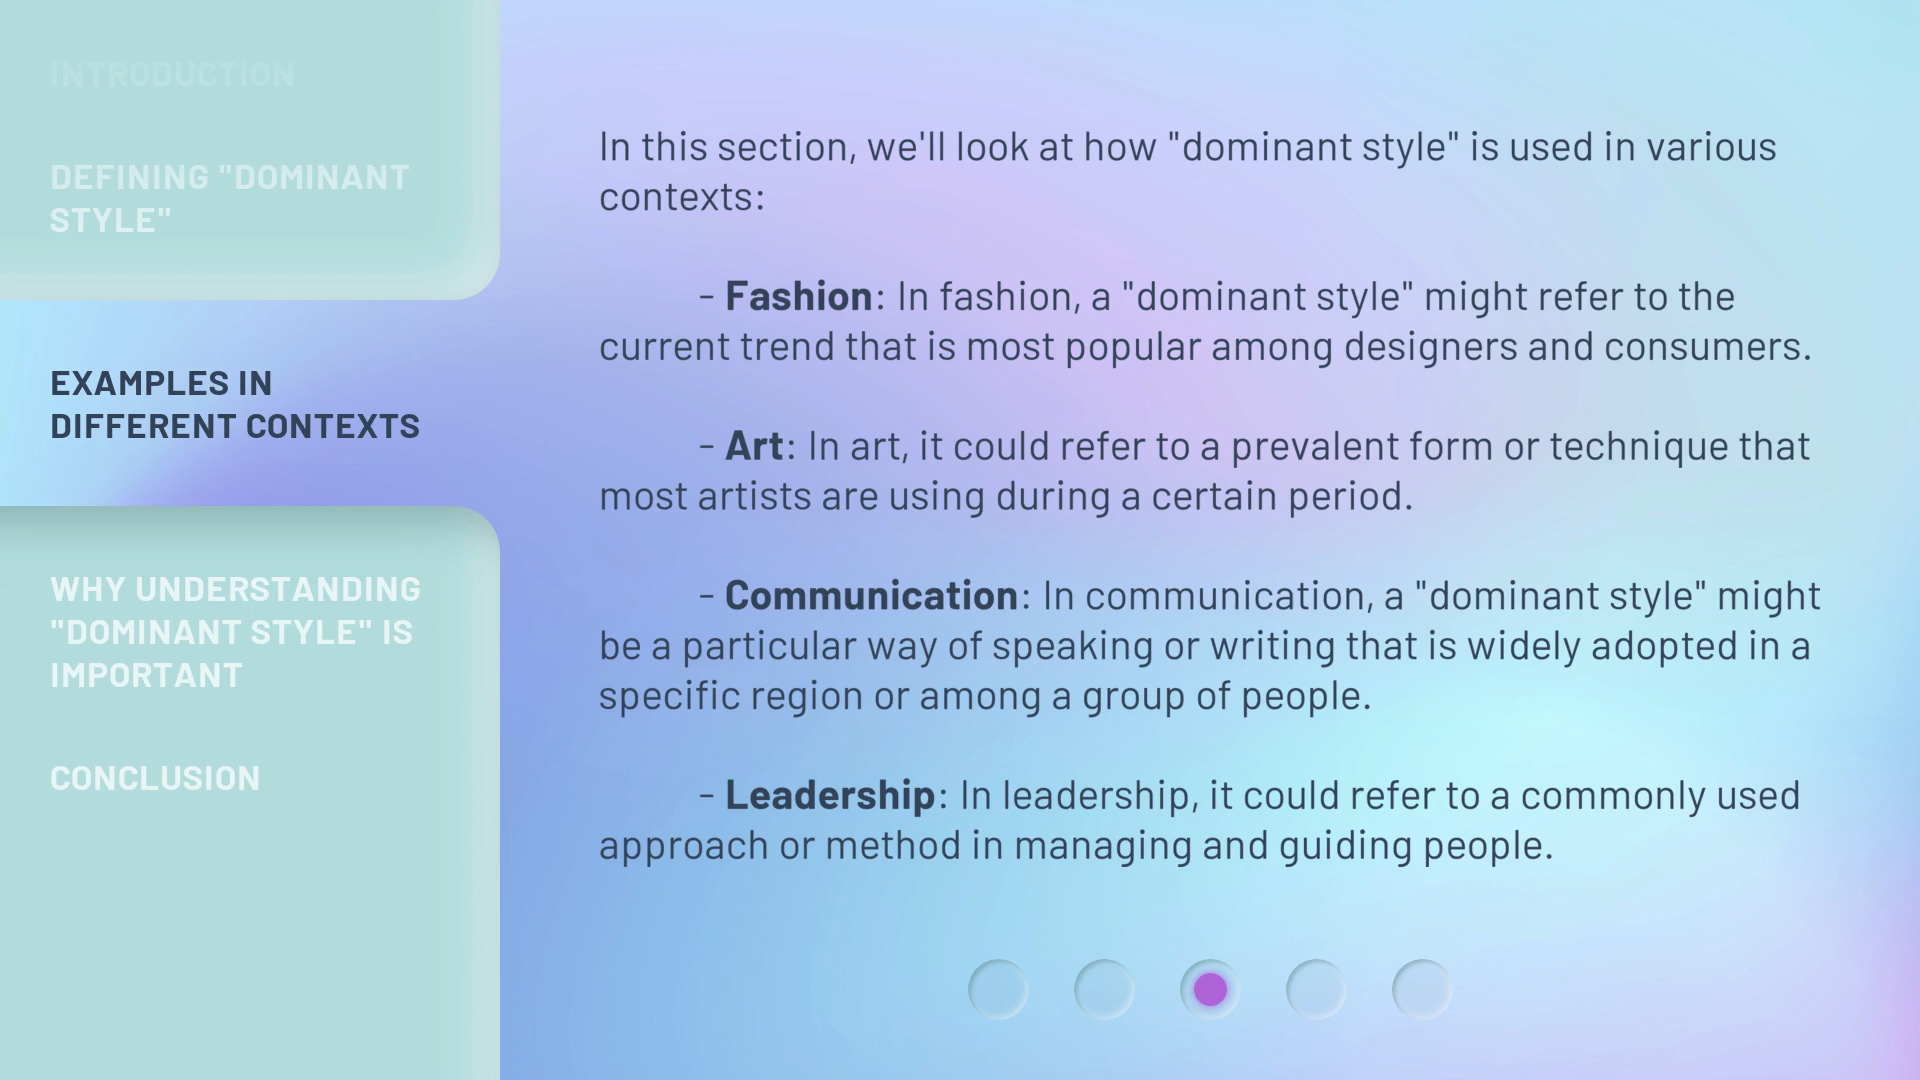 INTRODUCTION
DEFINING "DOMINANT
STYLE"
EXAMPLES IN
DIFFERENT CONTEXTS
WHY UNDERSTANDING
"DOMINANT STYLE" IS
IMPORTANT
CONCLUSION
In this section, we'll look at how "dominant style" is used in various
contexts:
- Fashion: In fashion, a "dominant style" might refer to the
current trend that is most popular among designers and consumers.
- Art: In art, it could refer to a prevalent form or technique that
most artists are using during a certain period.
- Communication: In communication, a "dominant style" might
be a particular way of speaking or writing that is widely adopted in a
specific region or among a group of people.
- Leadership: In leadership, it could refer to a commonly used
approach or method in managing and guiding people.